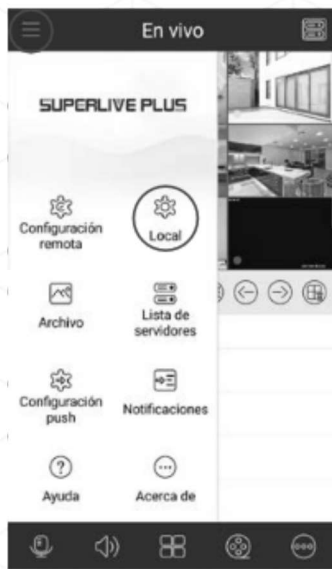 En vivo
SUPERLIVE PLUS
Configuración
remota
Local
Archivo
Lista de
servidores
Configuración
push
Notificaciones
Ayuda
Acerca de